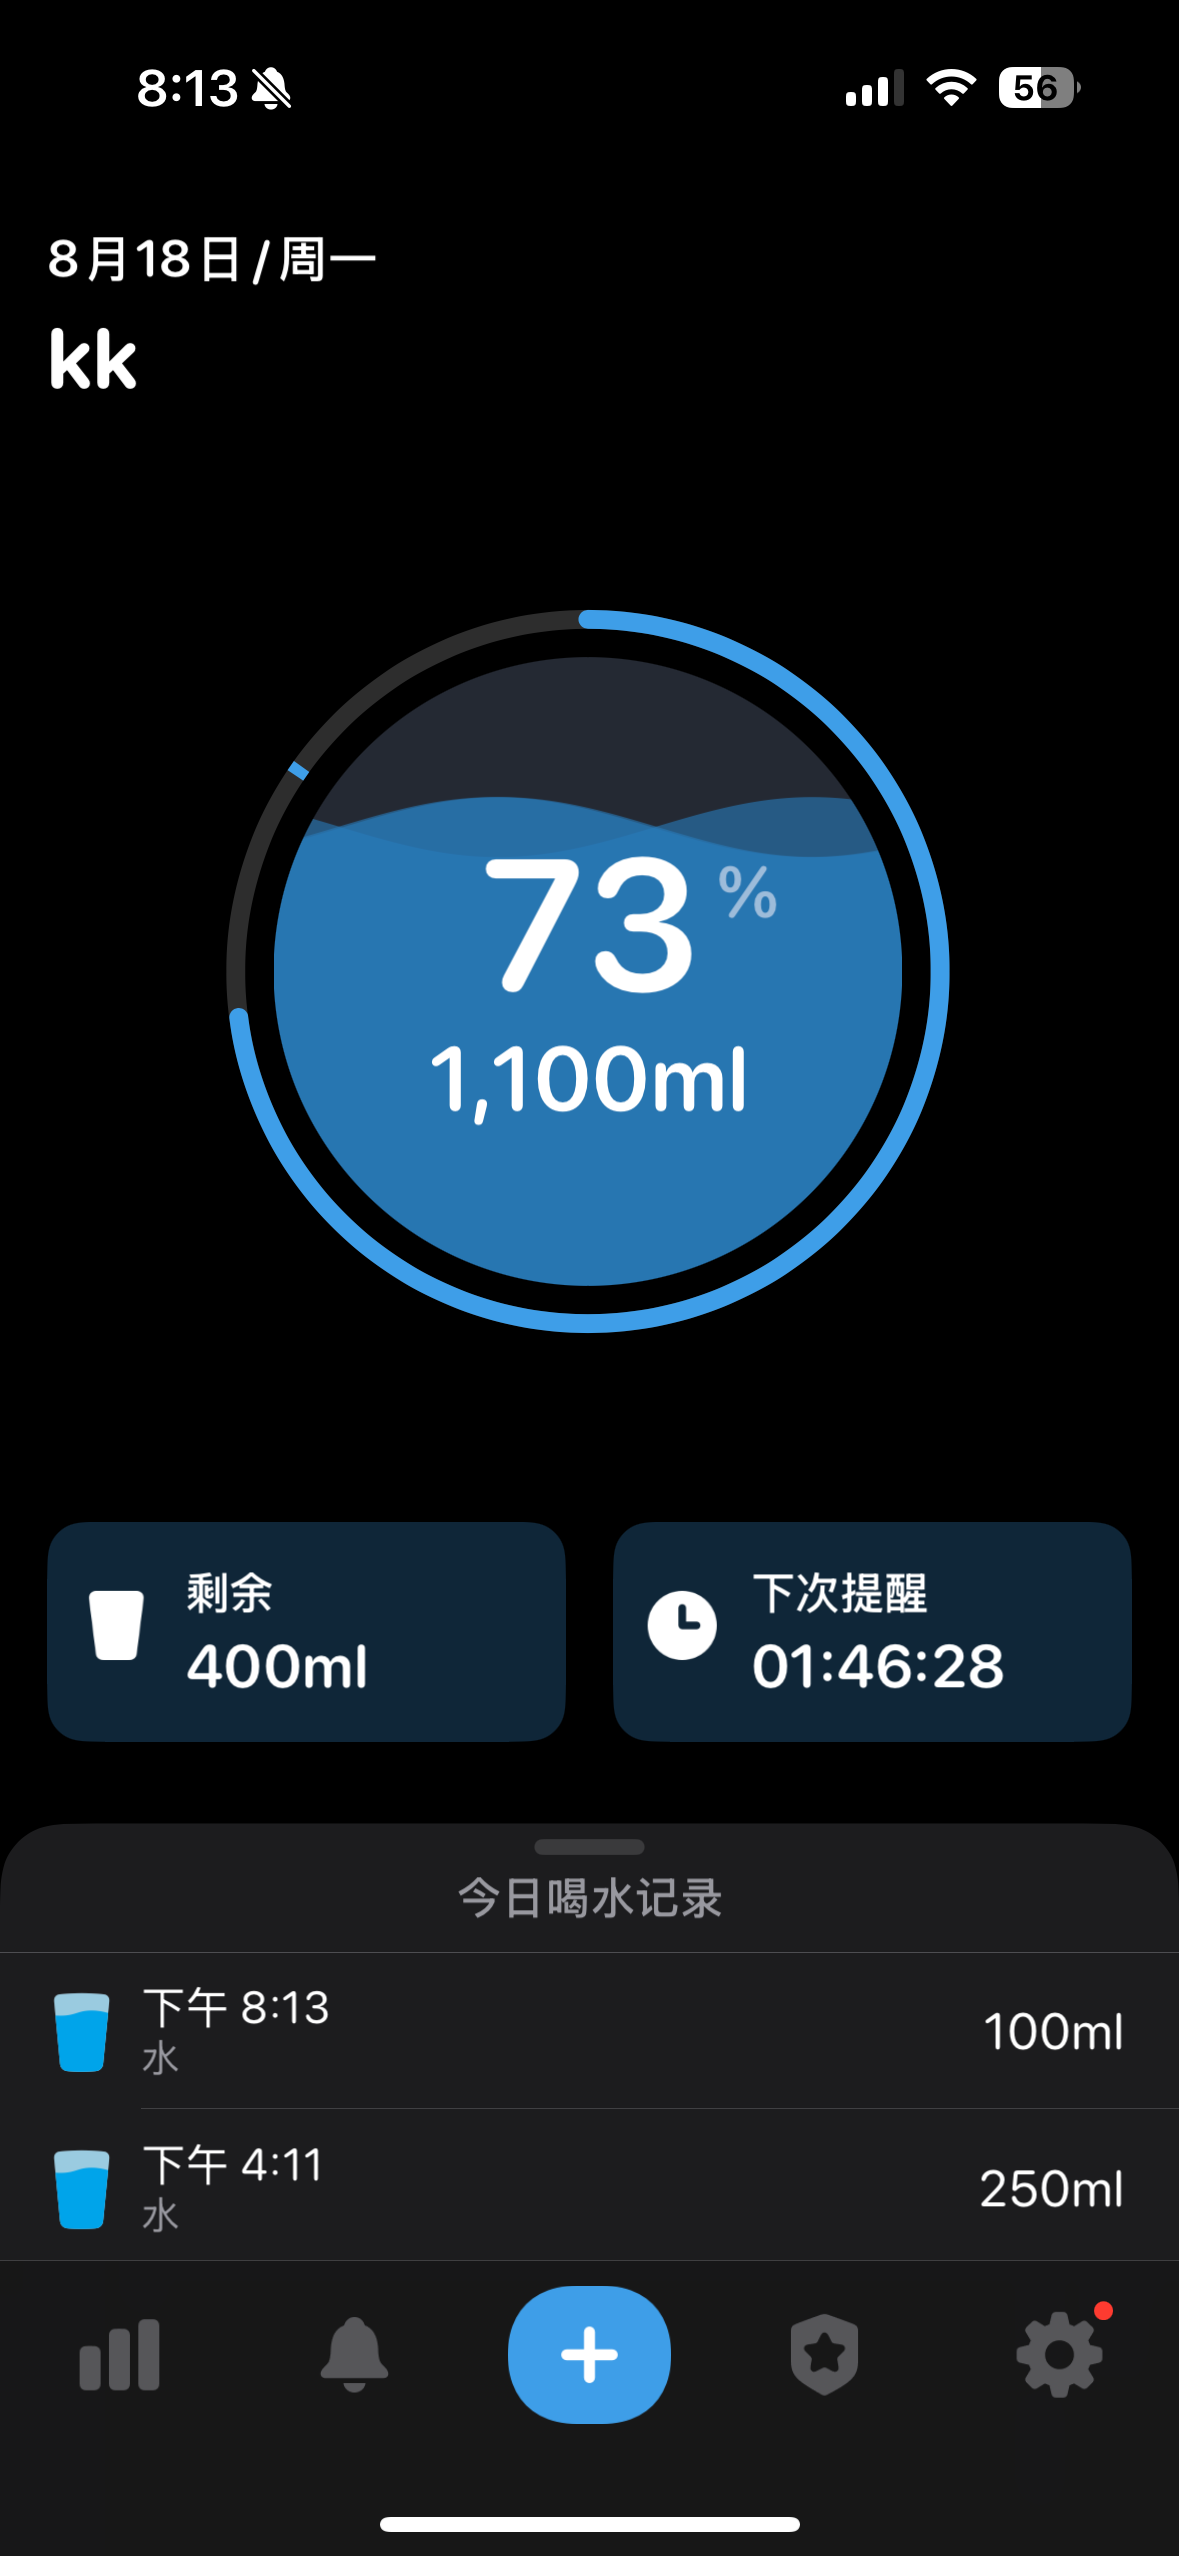 8:13
56
8月18日/周一
kk
73%
1,100ml
剩余
400ml
下次提醒
01:46:28
今日喝水记录
下午 8:13
水
100ml
下午 4:11
水
250ml